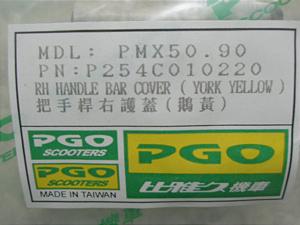 MDL: PMX50.90
PN:P254C010220
RH HANDLE BAR COVER ( YORK YELLOW )
把手桿右護蓋(鵝黃)
PGO
SCOOTERS
PGO
SCOOTERS
MADE IN TAIWAN
PGO
比雅久機車